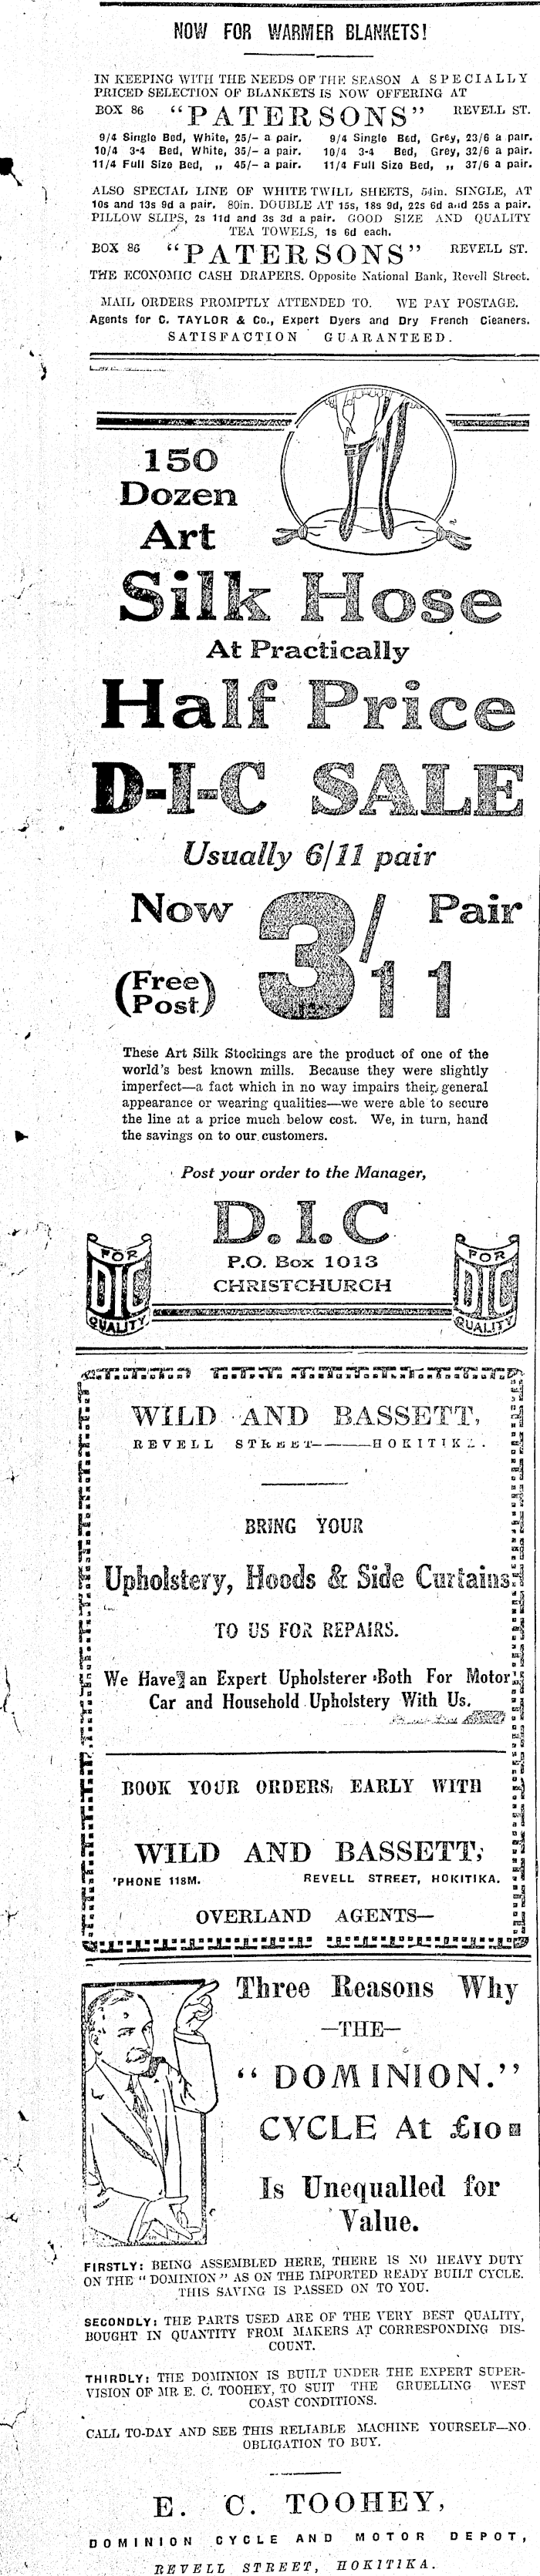 NOW FOR WARMER BLANKETS!
IN KEEPING WITH THE NEEDS OF THE SEASON A SPECIALLY
PRICED SELECTION OF BLANKETS IS NOW OFFERING AT
BOX 86 "PATERSONS" REVELL ST.
9/4 Single Bed, White, 25/- a pair. 9/4 Single Bed, Grey, 23/6 a pair.
10/4 3-4 Bed, White, 35/- a pair. 10/4 3-4 Bed, Grey, 32/6 a pair.
11/4 Full Size Bed, ,, 45/- a pair. 11/4 Full Size Bed, ,, 37/6 a pair.
ALSO SPECIAL LINE OF WHITE TWILL SHEETS, 54in. SINGLE, AT
10s and 13s 9d a pair. 80in. DOUBLE AT 15s, 18s 9d, 22s 6d and 25s a pair.
PILLOW SLIPS, 2s 11d and 3s 3d a pair. GOOD SIZE AND QUALITY
TEA TOWELS, 1s 6d each.
BOX 86 "PATERSONS" REVELL ST.
THE ECONOMIC CASH DRAPERS. Opposite National Bank, Revell Street.
MAIL ORDERS PROMPTLY ATTENDED TO. WE PAY POSTAGE.
Agents for C. TAYLOR & Co., Expert Dyers and Dry French Cleaners.
SATISFACTION GUARANTEED.
150
Dozen
Art
Silk Hose
At Practically
Half Price
D-I-C SALE
Usually 6/11 pair
Now 3/11 Pair
(Free
Post)
These Art Silk Stockings are the product of one of the
world's best known mills. Because they were slightly
imperfect—a fact which in no way impairs their general
appearance or wearing qualities—we were able to secure
the line at a price much below cost. We, in turn, hand
the savings on to our customers.
Post your order to the Manager,
D.I.C
P.O. Box 1013
CHRISTCHURCH
FOR
DIC
QUALITY
FOR
DIC
QUALITY
WILD AND BASSETT,
REVELL STREET———HOKITIKA.
BRING YOUR
Upholstery, Hoods & Side Curtains
TO US FOR REPAIRS.
We Have an Expert Upholsterer Both For Motor
Car and Household Upholstery With Us.
BOOK YOUR ORDERS, EARLY WITH
WILD AND BASSETT,
'PHONE 118M. REVELL STREET, HOKITIKA.
OVERLAND AGENTS—
Three Reasons Why
—THE—
"DOMINION."
CYCLE At £10
Is Unequalled for
Value.
FIRSTLY: BEING ASSEMBLED HERE, THERE IS NO HEAVY DUTY
ON THE "DOMINION" AS ON THE IMPORTED READY BUILT CYCLE.
THIS SAVING IS PASSED ON TO YOU.
SECONDLY: THE PARTS USED ARE OF THE VERY BEST QUALITY,
BOUGHT IN QUANTITY FROM MAKERS AT CORRESPONDING DIS-
COUNT.
THIRDLY: THE DOMINION IS BUILT UNDER THE EXPERT SUPER-
VISION OF MR E. C. TOOHEY, TO SUIT THE GRUELLING WEST
COAST CONDITIONS.
CALL TO-DAY AND SEE THIS RELIABLE MACHINE YOURSELF—NO
OBLIGATION TO BUY.
E. C. TOOHEY,
DOMINION CYCLE AND MOTOR DEPOT,
REVELL STREET, HOKITIKA.